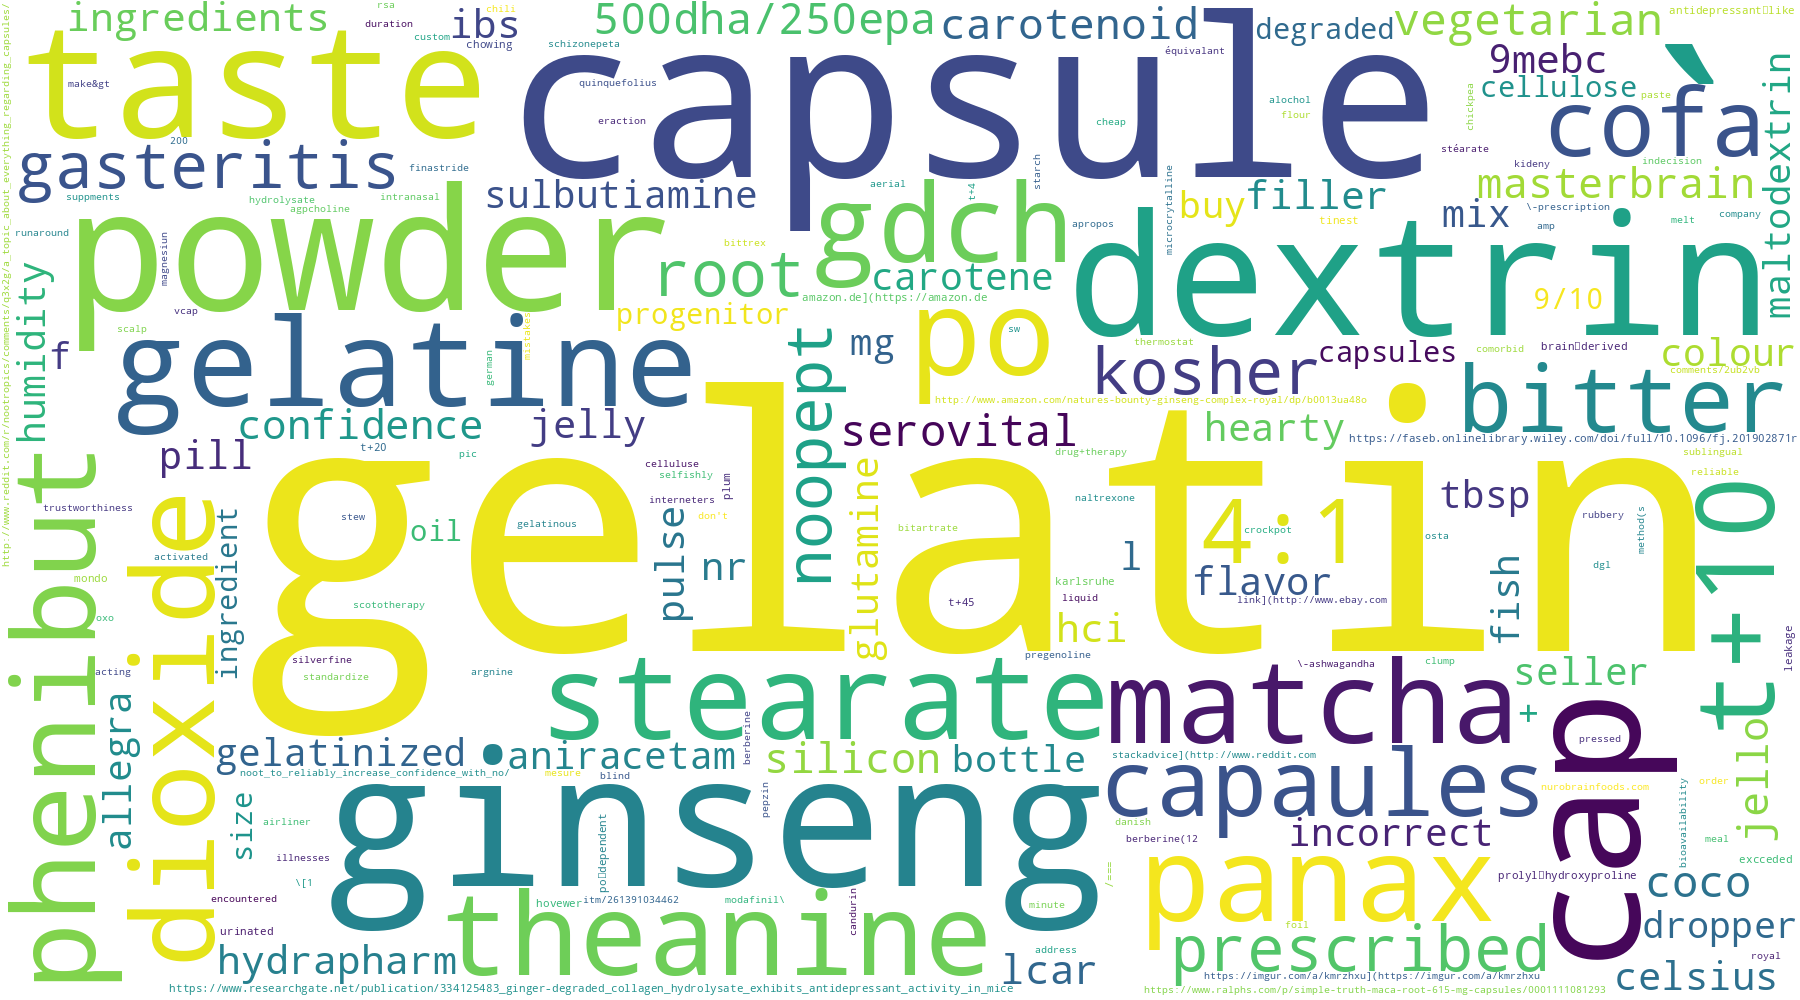 ingredients
rsa
chili
duration
custom
ibs
chowing
500dha/250epa
schizonepeta
carotenoid
équivalant
degraded
vegetarian
antidepressant▯like
taste
make&gt
capsule
quinquefolius
eraction
cheap
alochol
flour
9mebc
cellulose
paste
chickpea
cofà
stéarate
kideny
indecision
maltodextrin
http://www.reddit.com/r/nootropics/comments/q3x2g/a_topic_about_everything_regarding_capsules/
200
gasteritis
finastride
suppments
hydrolysate
agpcholine
intranasal
sulbutiamine
aerial
t+4
starch
apropos
microcrytalline
buy
filler
tinest
masterbrain
mix
\-prescription
amp
melt
company
runaround
magnesiun
powder
bittrex
root
gdch
carotene
dextrin
9/10
humidity
vcap
scalp
f
gelatine
german
mistakes
progenitor
amazon.de](https://amazon.de
noopept
mg
po
sw
thermostat
kosher
capsules
comorbid
brain▯derived
colour
comments/2ub2vb
http://www.amazon.com/natures-bounty-ginseng-complex-royal/dp/b0013ua48o
bitter
confidence
jelly
serovital
hearty
https://faseb.onlinelibrary.wiley.com/doi/full/10.1096/fj.201902871r
pill
t+20
pic
celluluse
selfishly
plum
drug+therapy
sublingual
reliable
phenibut
dioxide
trustworthiness
ingredient
stew
oil
gelatinous
interneters
don't
pulse
nr
glutamine
bitartrate
naltrexone
gelatin
4:1
crockpot
tbsp
osta
rubbery
method(s
t+10
activated
mondo
oxo
scototherapy
t+45
karlsruhe
liquid
l
flavor
link](http://www.ebay.com
fish
dgl
hci
acting
silverfine
standardize
argnine
pregenoline
\-ashwagandha
clump
seller
leakage
allegra
stearate
matcha
+
cap
pressed
jello
gelatinized
aniracetam
berberine
silicon
bottle
stackadvice](http://www.reddit.com
noot_to_reliably_increase_confidence_with_no/
mesure
blind
pepzin
capaules
nurobrainfoods.com
order
bioavailability
size
airliner
ginseng
danish
berberine(12
incorrect
meal
illnesses
po▯dependent
/===
excceded
\[1
panax
prolyl▯hydroxyproline
coco
encountered
hovewer
itm/261391034462
modafinil\
candurin
minute
urinated
theanine
foil
dropper
hydrapharm
address
lcar
prescribed
royal
https://imgur.com/a/kmrzhxu](https://imgur.com/a/kmrzhxu
celsius
https://www.researchgate.net/publication/334125483_ginger-degraded_collagen_hydrolysate_exhibits_antidepressant_activity_in_mice
https://www.ralphs.com/p/simple-truth-maca-root-615-mg-capsules/0001111081293